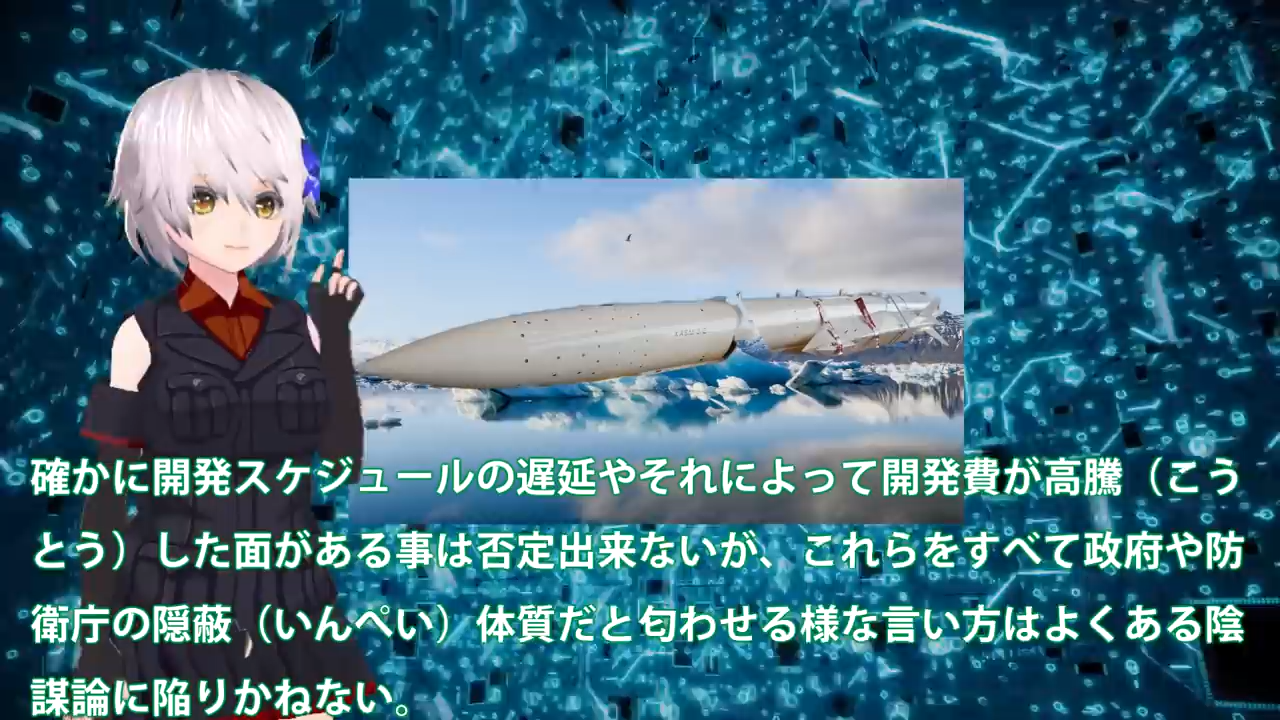 確かに開発スケジュールの遅延やそれによって開発費が高騰（こう
とう）した面がある事は否定出来ないが、これらをすべて政府や防
衛庁の隠蔽（いんぺい）体質だと匂わせる様な言い方はよくある陰
謀論に陥りかねない。